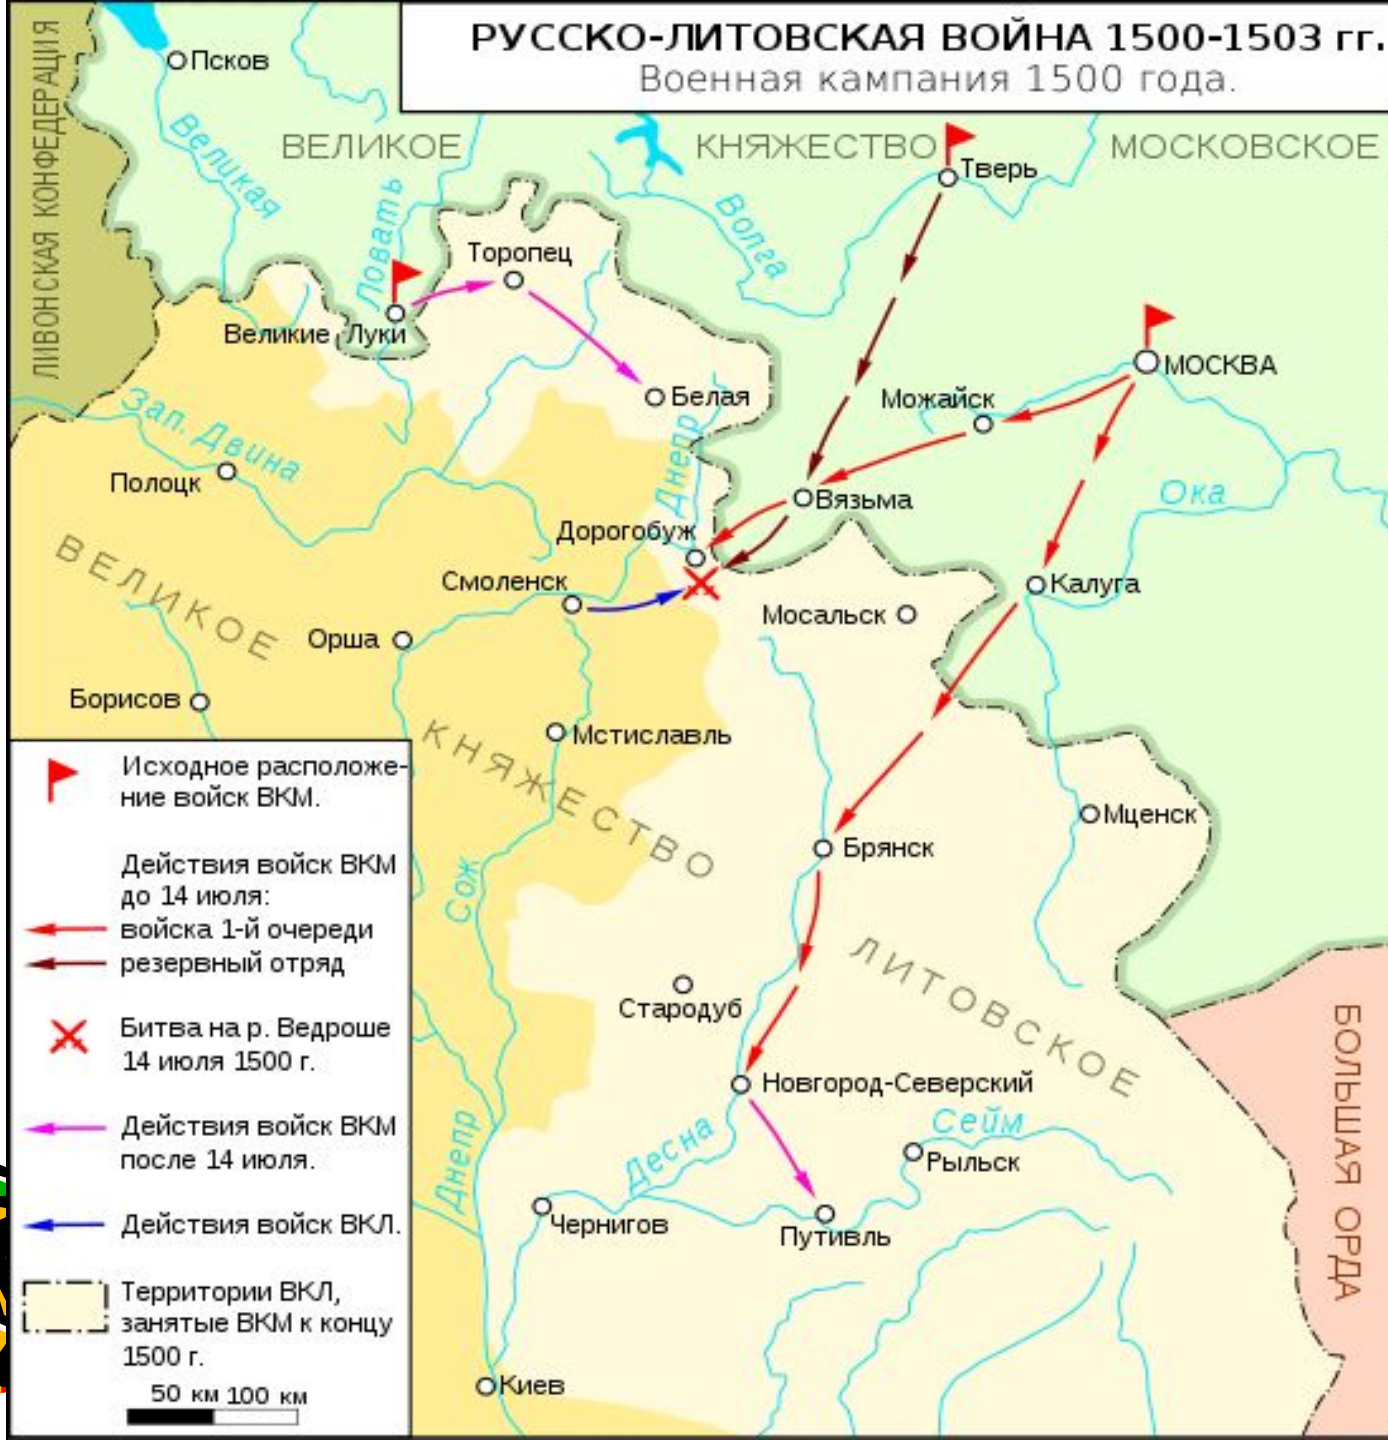 РУССКО-ЛИТОВСКАЯ ВОЙНА 1500-1503 гг.
Военная кампания 1500 года.
ЛИВОНСКАЯ КОНФЕДЕРАЦИЯ
Псков
Великая
ВЕЛИКОЕ
КНЯЖЕСТВО
МОСКОВСКОЕ
Тверь
Ловать
Волга
Торопец
Великие Луки
МОСКВА
Белая
Можайск
Зап. Двина
Полоцк
Днепр
Вязьма
Ока
Дорогобуж
ВЕЛИКОЕ
Смоленск
Калуга
Мосальск
Орша
Борисов
КНЯЖЕСТВО
Мстиславль
Мценск
Брянск
Сож
ЛИТОВСКОЕ
Стародуб
БОЛЬШАЯ ОРДА
Новгород-Северский
Сейм
Десна
Днепр
Рыльск
Чернигов
Путивль
Киев
Исходное расположе-
ние войск ВКМ.
Действия войск ВКМ
до 14 июля:
войска 1-й очереди
резервный отряд
Битва на р. Ведроше
14 июля 1500 г.
Действия войск ВКМ
после 14 июля.
Действия войск ВКЛ.
Территории ВКЛ,
занятые ВКМ к концу
1500 г.
50 км 100 км